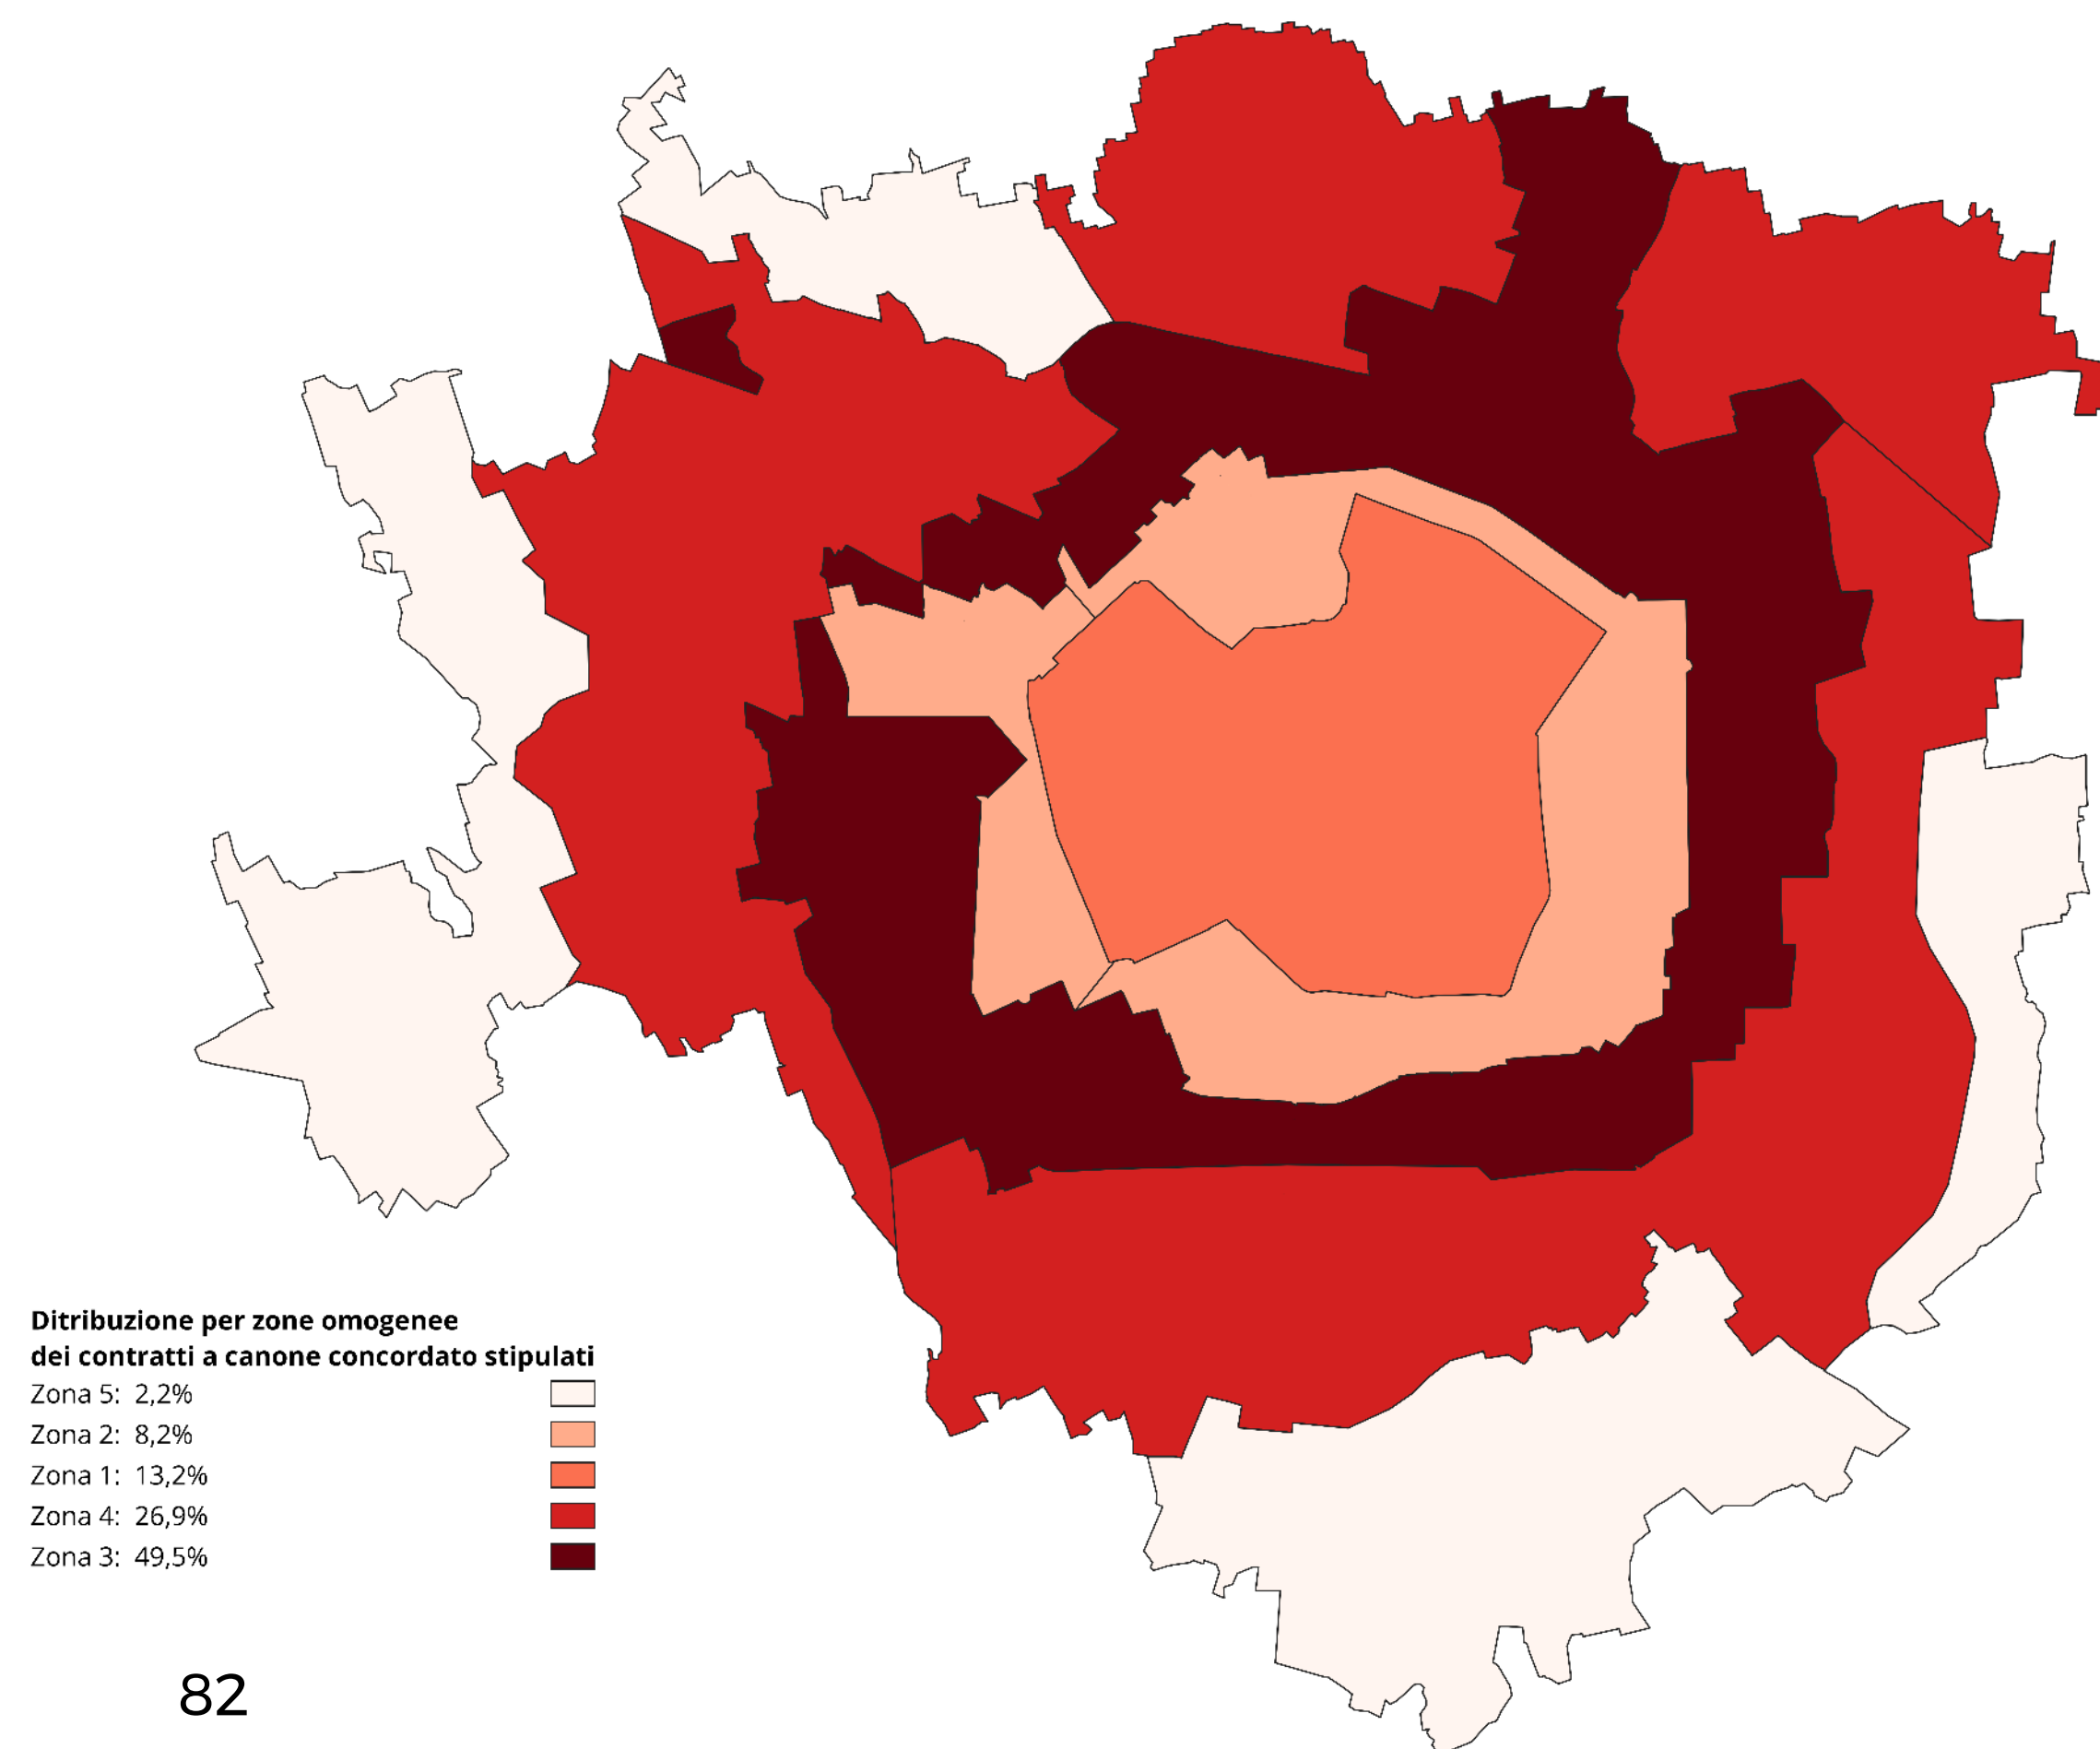 Ditribuzione per zone omogenee
dei contratti a canone concordato stipulati
Zona 5: 2,2%
Zona 2: 8,2%
Zona 1: 13,2%
Zona 4: 26,9%
Zona 3: 49,5%
82